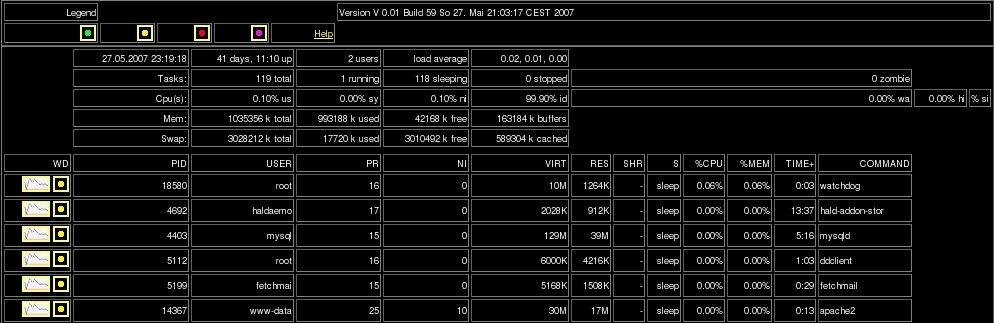 Legend Version V 0.01 Build 59 So 27. Mai 21:03:17 CEST 2007
Help
27.05.2007 23:19:18 41 days, 11:10 up 2 users load average 0.02, 0.01, 0.00
Tasks: 119 total 1 running 118 sleeping 0 stopped 0 zombie
Cpu(s): 0.10% us 0.00% sy 0.10% ni 99.90% id 0.00% wa 0.00% hi % si
Mem: 1035356 k total 993188 k used 42168 k free 163184 k buffers
Swap: 3028212 k total 17720 k used 3010492 k free 589304 k cached
WD PID USER PR NI VIRT RES SHR S %CPU %MEM TIME+ COMMAND
18580 root 16 0 10M 1264K - sleep 0.06% 0.06% 0:03 watchdog
4692 haldaemo 17 0 2028K 912K - sleep 0.00% 0.00% 13:37 hald-addon-stor
4403 mysql 15 0 129M 39M - sleep 0.00% 0.00% 5:16 mysqld
5112 root 16 0 6000K 4216K - sleep 0.00% 0.00% 1:03 ddclient
5199 fetchmai 15 0 5168K 1508K - sleep 0.00% 0.00% 0:29 fetchmail
14367 www-data 25 10 30M 17M - sleep 0.00% 0.00% 0:13 apache2